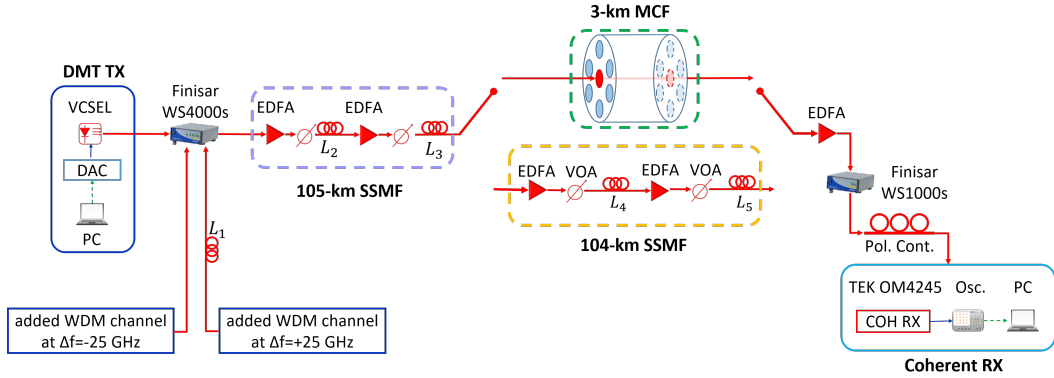 3-km MCF
DMT TX
Finisar
WS4000s
VCSEL
DAC
PC
EDFA
EDFA
L2
L3
105-km SSMF
EDFA
VOA
EDFA
VOA
L4
L5
104-km SSMF
EDFA
Finisar
WS1000s
Pol. Cont.
L1
added WDM channel
at Δf=-25 GHz
added WDM channel
at Δf=+25 GHz
TEK OM4245
Osc.
PC
COH RX
Coherent RX